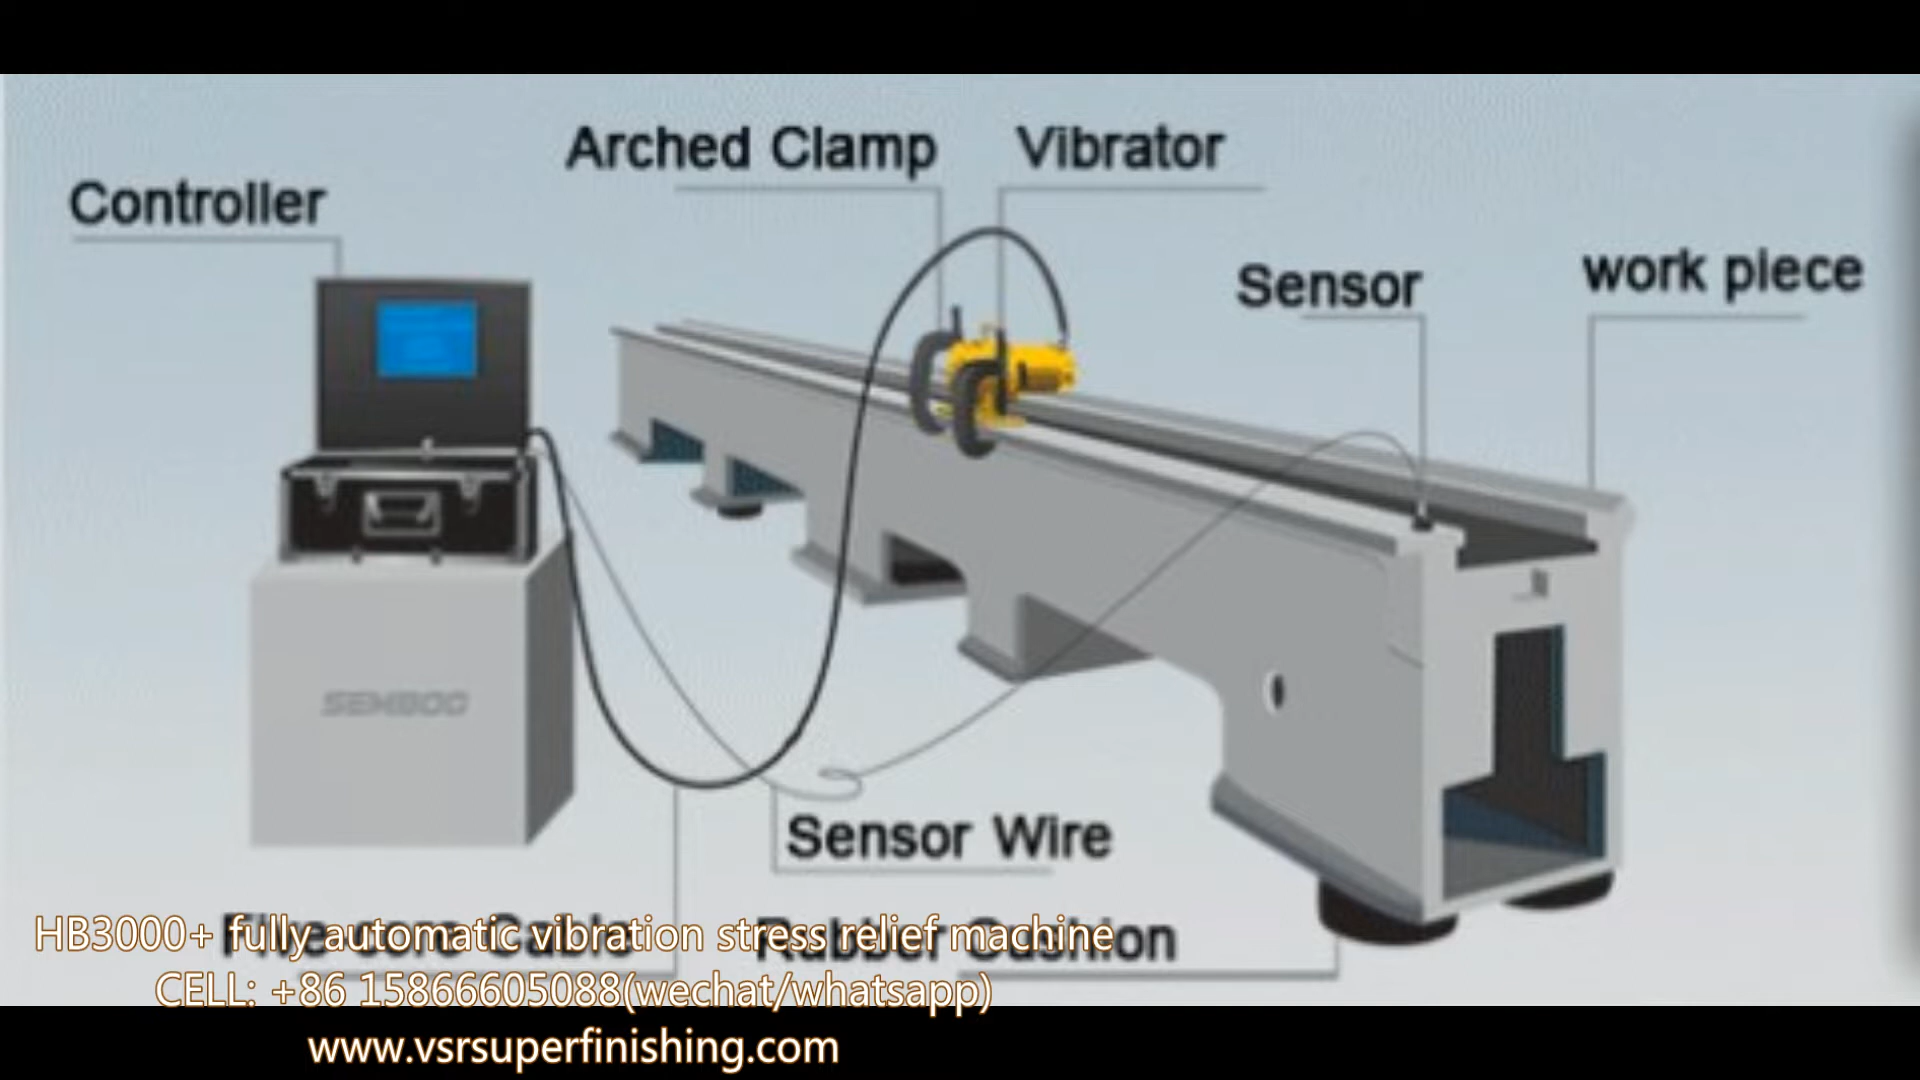 Arched Clamp
Vibrator
Controller
Sensor
work piece
SEMBOO
Sensor Wire
Rubber Cushion
HB3000+ fully automatic vibration stress relief machine
CELL: +86 15866605088(wechat/whatsapp)
www.vsrsuperfinishing.com